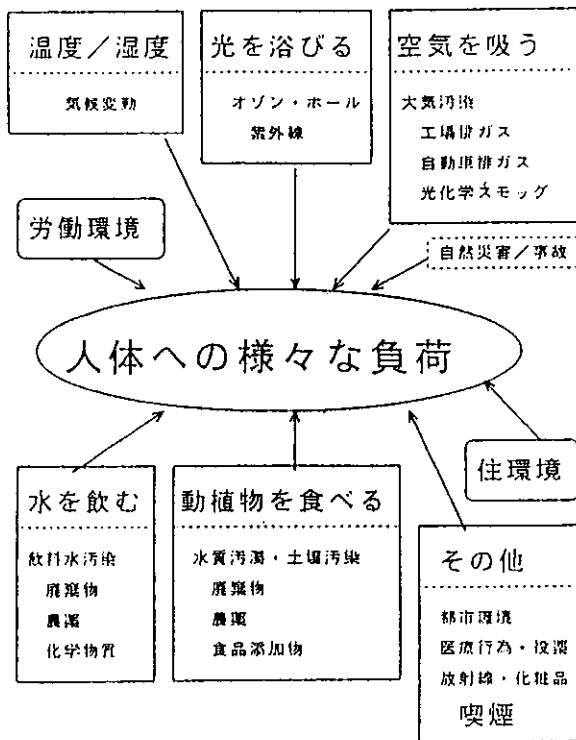 温度／湿度
気候変動
光を浴びる
オゾン・ホール
紫外線
空気を吸う
大気汚染
工場排ガス
自動車排ガス
光化学スモッグ
労働環境
自然災害／事故
人体への様々な負荷
水を飲む
飲料水汚染
廃棄物
農薬
化学物質
動植物を食べる
水質汚濁・土壌汚染
廃棄物
農薬
食品添加物
住環境
その他
都市環境
医療行為・投薬
放射線・化粧品
喫煙